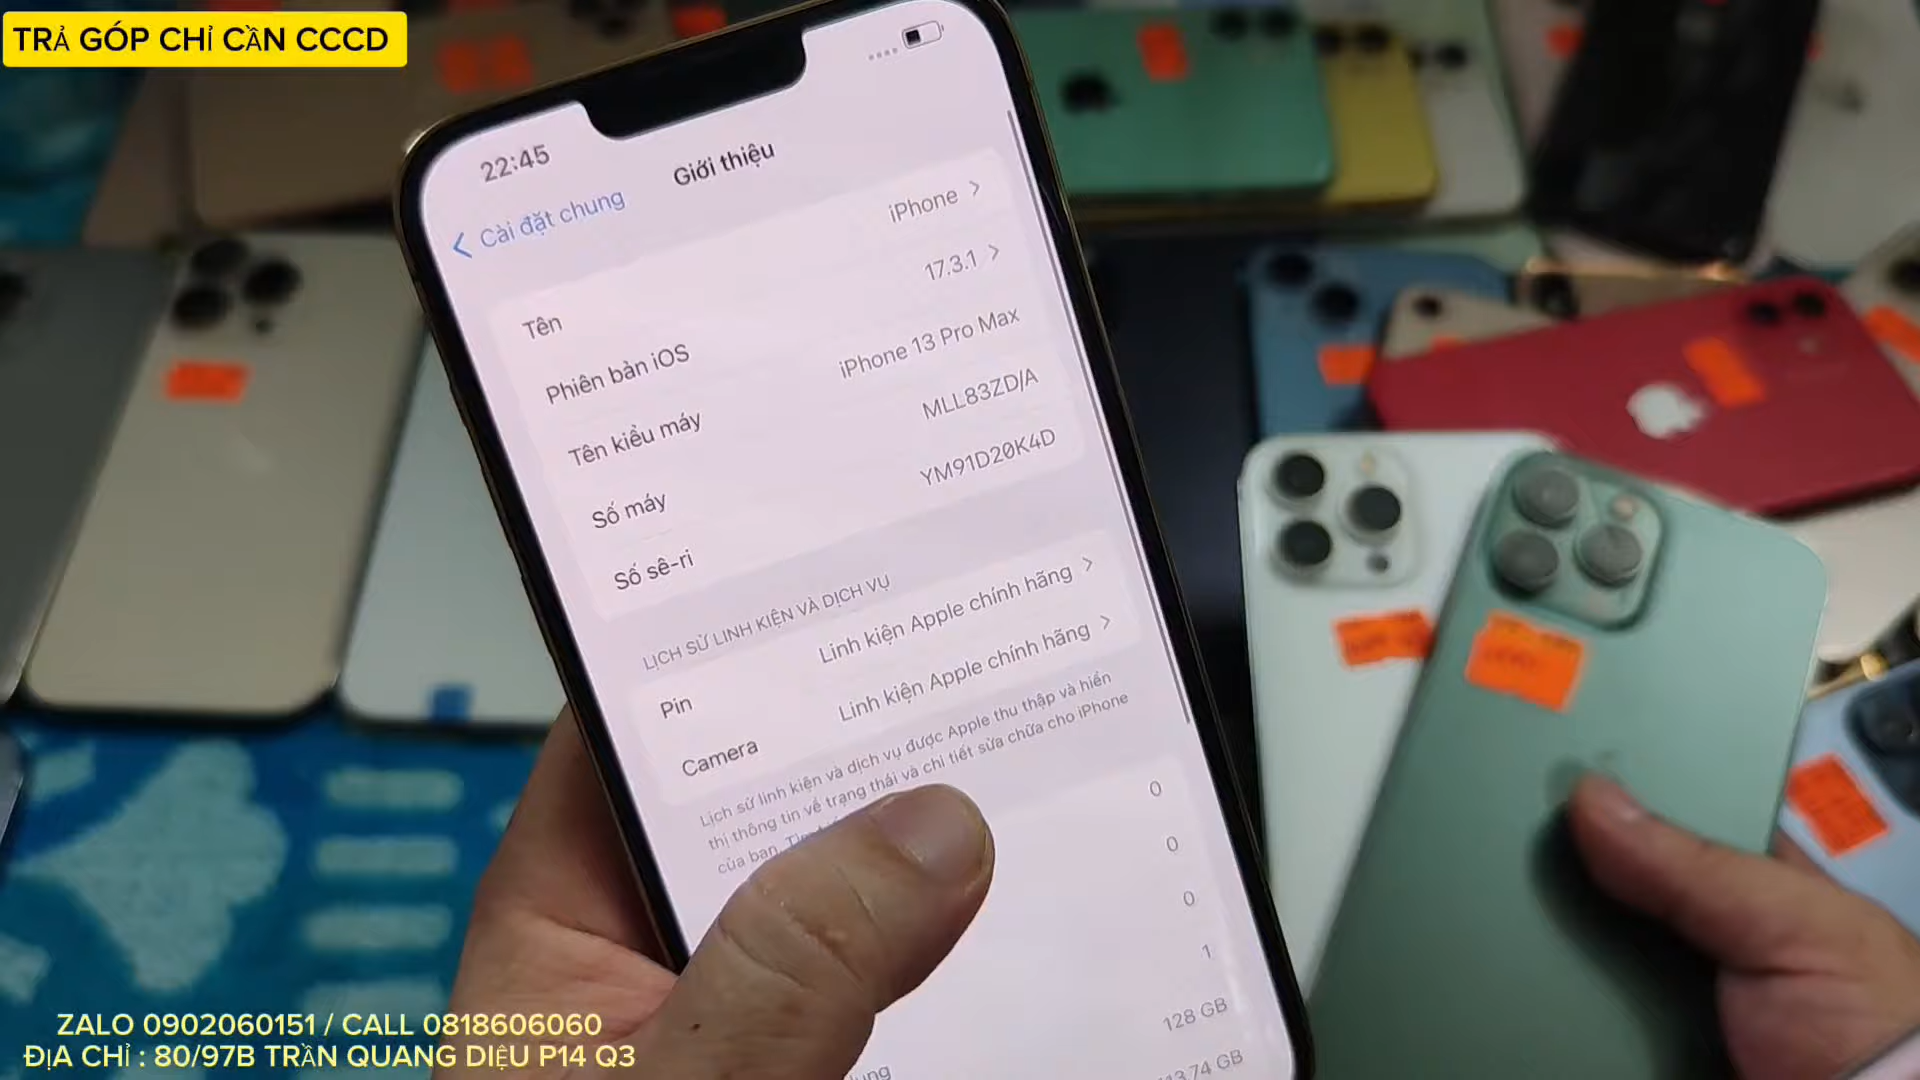 TRẢ GÓP CHỈ CẦN CCCD
22:45
Cài đặt chung
Giới thiệu
Tên
iPhone
Phiên bản iOS
17.3.1
Tên kiểu máy
iPhone 13 Pro Max
Số máy
MLL83ZD/A
Số sê-ri
YM91D20K4D
LỊCH SỬ LINH KIỆN VÀ DỊCH VỤ
Pin
Linh kiện Apple chính hãng
Camera
Linh kiện Apple chính hãng
Lịch sử linh kiện và dịch vụ được Apple thu thập và hiển
thị thông tin về trạng thái và chi tiết sửa chữa cho iPhone
của bạn.
0
0
0
1
128 GB
ZALO 0902060151 / CALL 0818606060
ĐỊA CHỈ : 80/97B TRẦN QUANG DIỆU P14 Q3